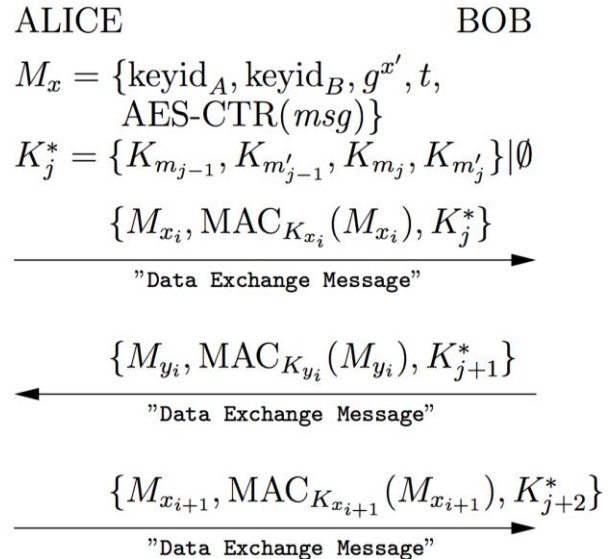 ALICE BOB
Mₓ = {keyid_A, keyid_B, g^{x′}, t,
AES-CTR(msg)}
K_j^* = {K_{m_{j−1}}, K_{m′_{j−1}}, K_{m_j}, K_{m′_j}}|∅
{M_{x_i}, MAC_{K_{x_i}}(M_{x_i}), K_j^*}
”Data Exchange Message”
{M_{y_i}, MAC_{K_{y_i}}(M_{y_i}), K_{j+1}^*}
”Data Exchange Message”
{M_{x_{i+1}}, MAC_{K_{x_{i+1}}}(M_{x_{i+1}}), K_{j+2}^*}
”Data Exchange Message”